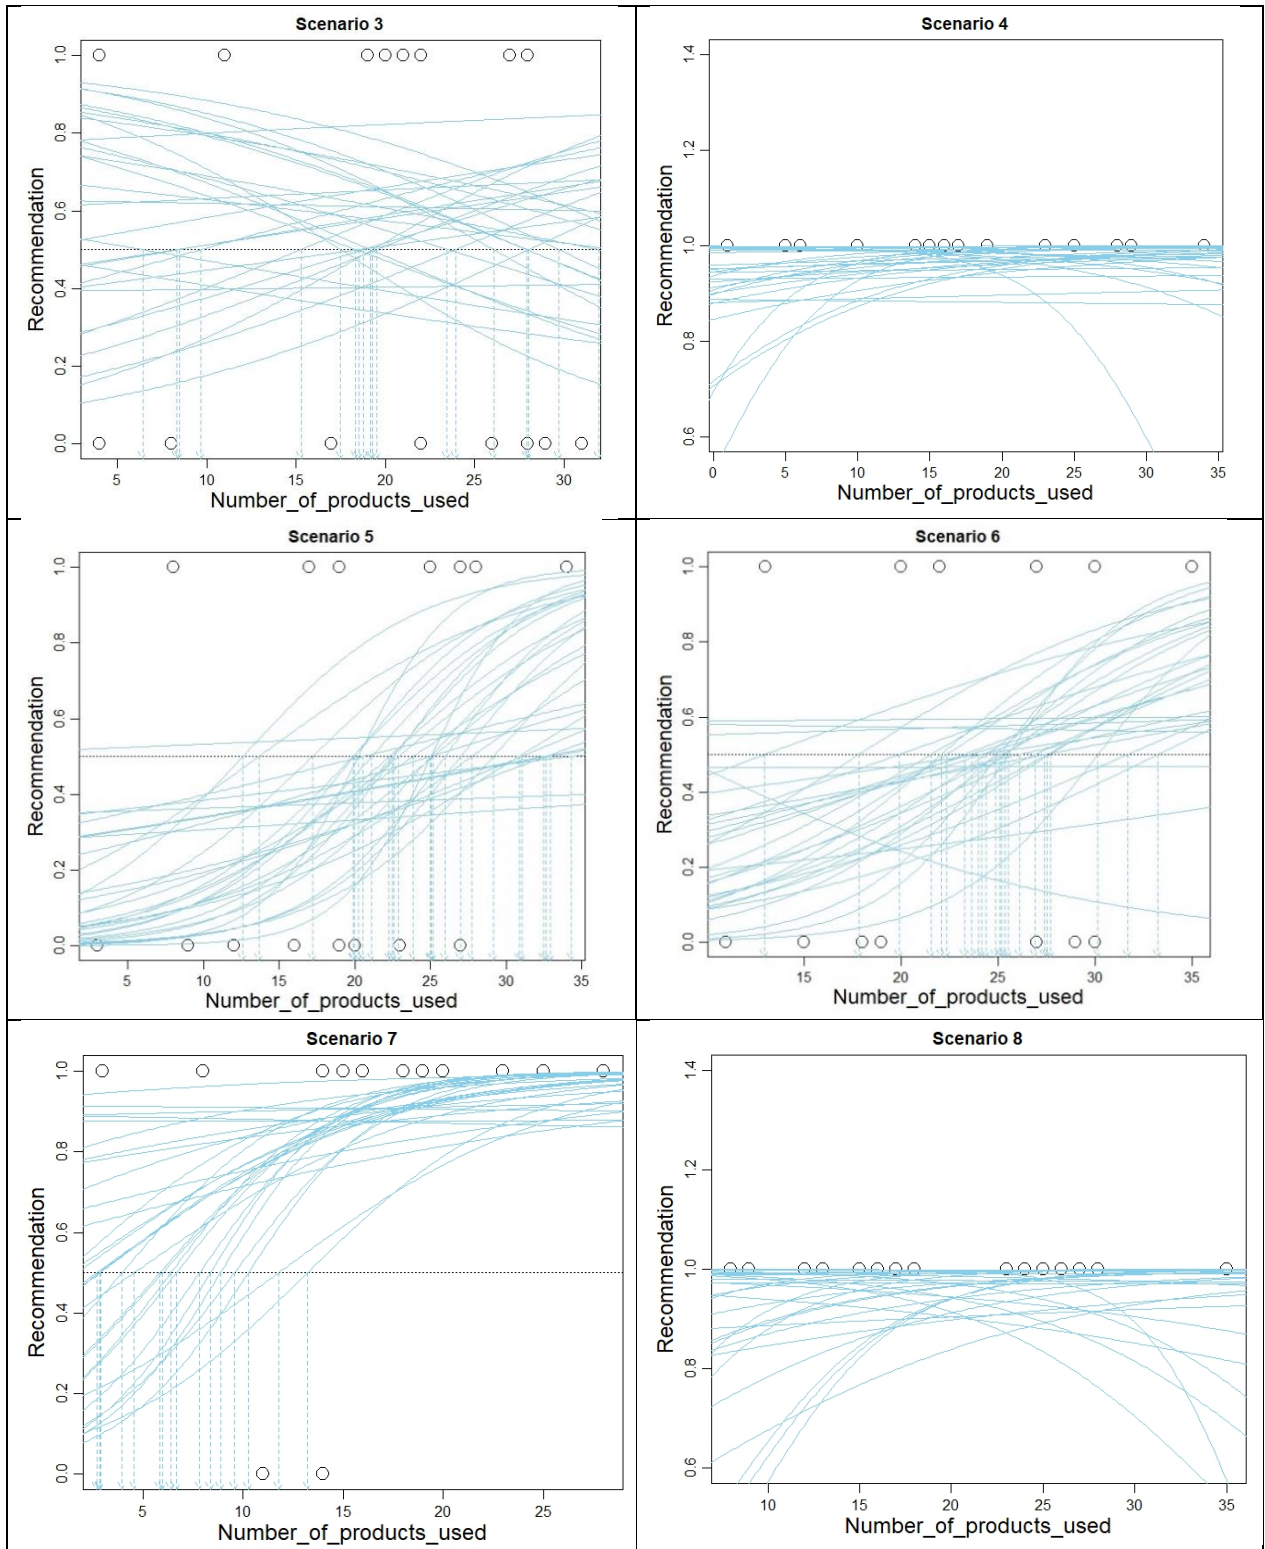 Scenario 3
Recommendation
0.0 0.2 0.4 0.6 0.8 1.0
5 10 15 20 25 30
Number_of_products_used
Scenario 4
Recommendation
0.6 0.8 1.0 1.2 1.4
0 5 10 15 20 25 30 35
Number_of_products_used
Scenario 5
Recommendation
0.0 0.2 0.4 0.6 0.8 1.0
5 10 15 20 25 30 35
Number_of_products_used
Scenario 6
Recommendation
0.0 0.2 0.4 0.6 0.8 1.0
15 20 25 30 35
Number_of_products_used
Scenario 7
Recommendation
0.0 0.2 0.4 0.6 0.8 1.0
5 10 15 20 25
Number_of_products_used
Scenario 8
Recommendation
0.6 0.8 1.0 1.2 1.4
10 15 20 25 30 35
Number_of_products_used